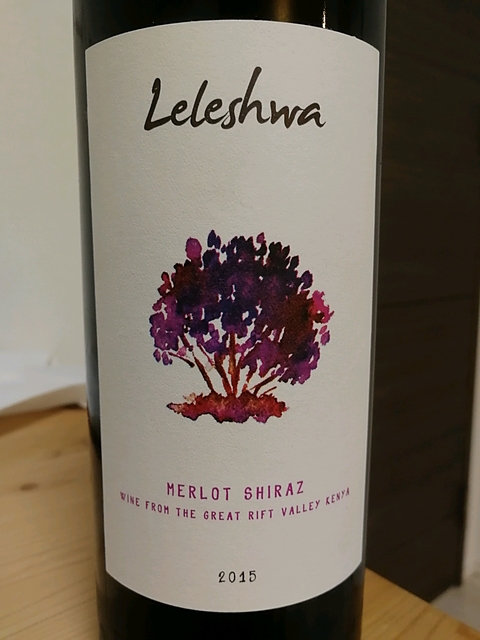 Leleshwa
MERLOT SHIRAZ
WINE FROM THE GREAT RIFT VALLEY KENYA
2015